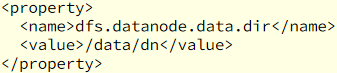 <property>
  <name>dfs.datanode.data.dir</name>
  <value>/data/dn</value>
</property>